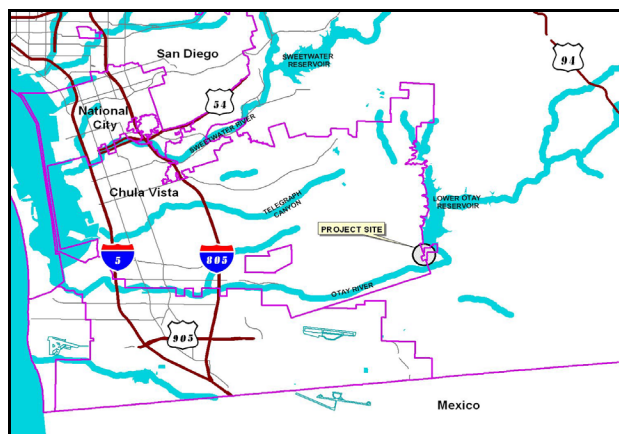 San Diego
SWEETWATER
RESERVOIR
94
54
National
City
SWEETWATER RIVER
Chula Vista
TELEGRAPH
CANYON
LOWER OTAY
RESERVOIR
PROJECT SITE
5
805
OTAY RIVER
905
Mexico